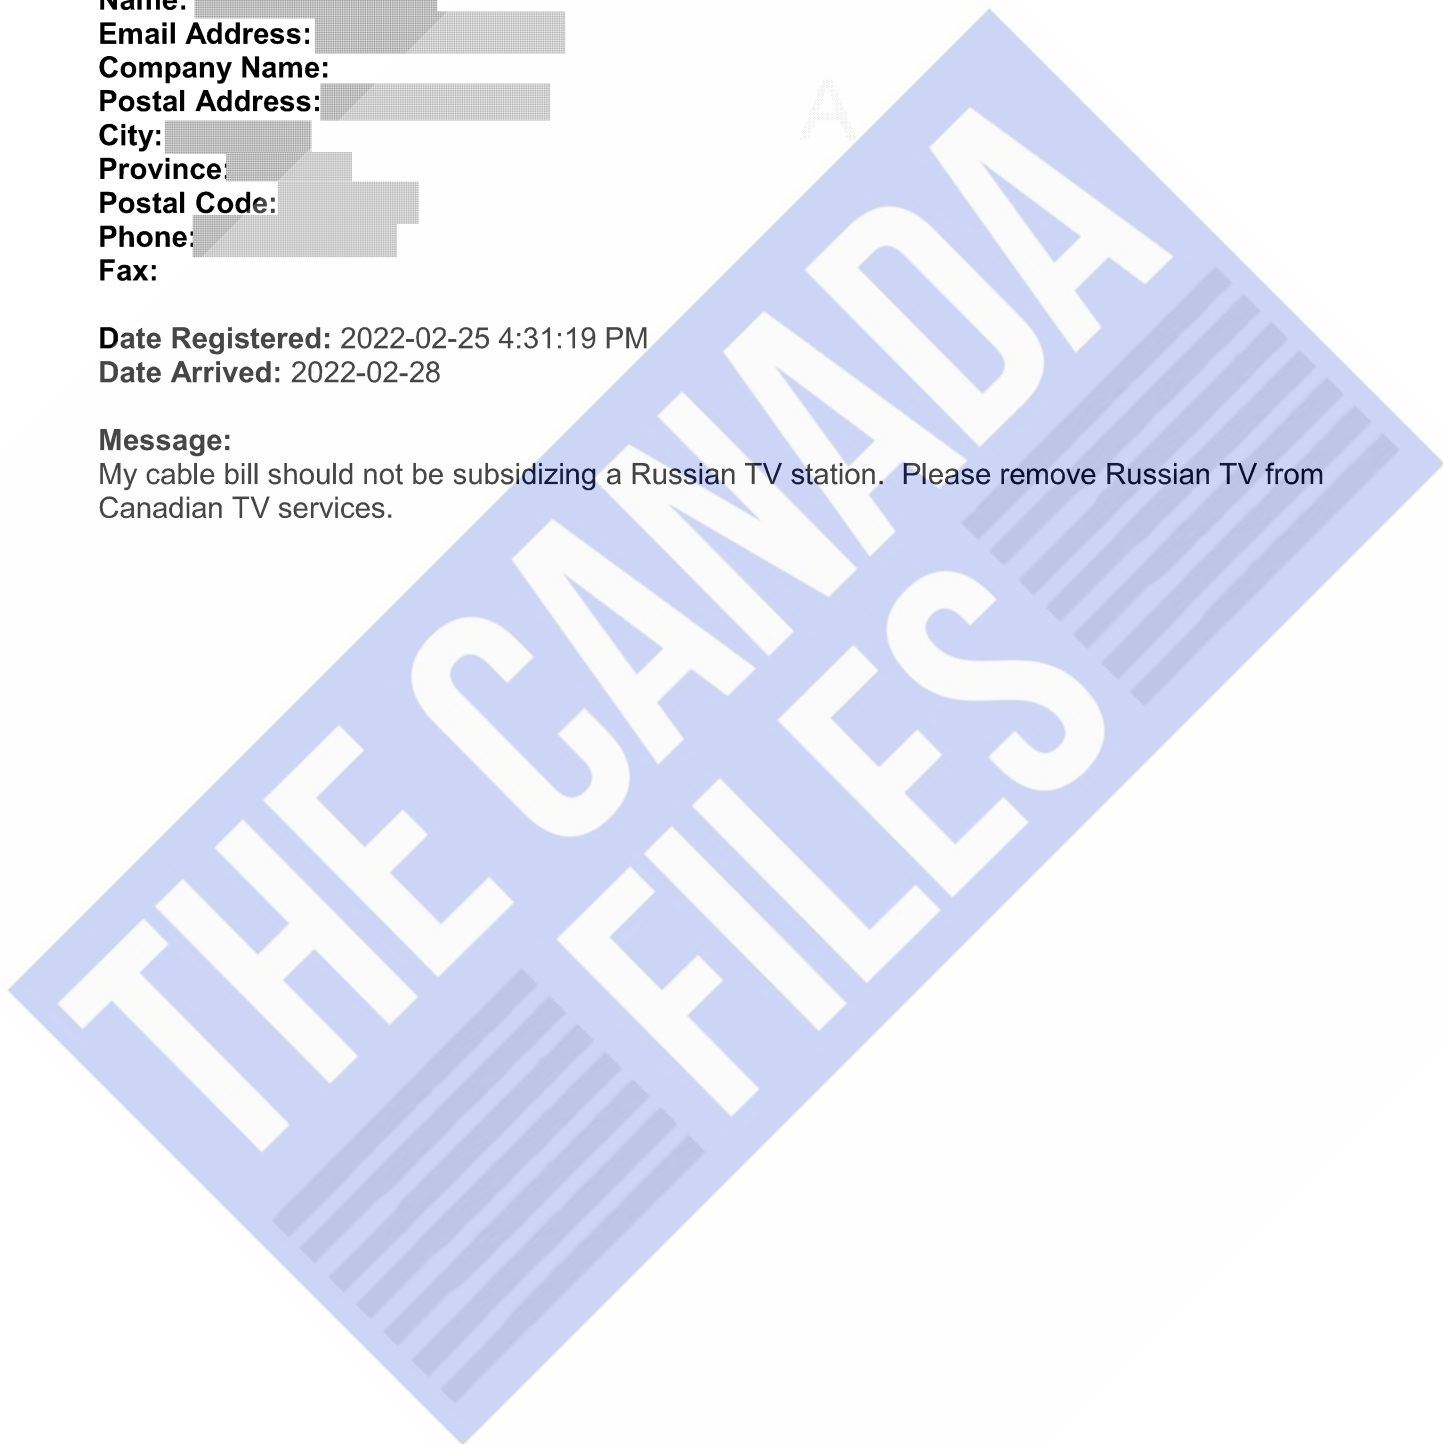 Name:
Email Address:
Company Name:
Postal Address:
City:
Province:
Postal Code:
Phone:
Fax:
Date Registered: 2022-02-25 4:31:19 PM
Date Arrived: 2022-02-28
Message:
My cable bill should not be subsidizing a Russian TV station.  Please remove Russian TV from
Canadian TV services.
THE CANADA
FILES
A